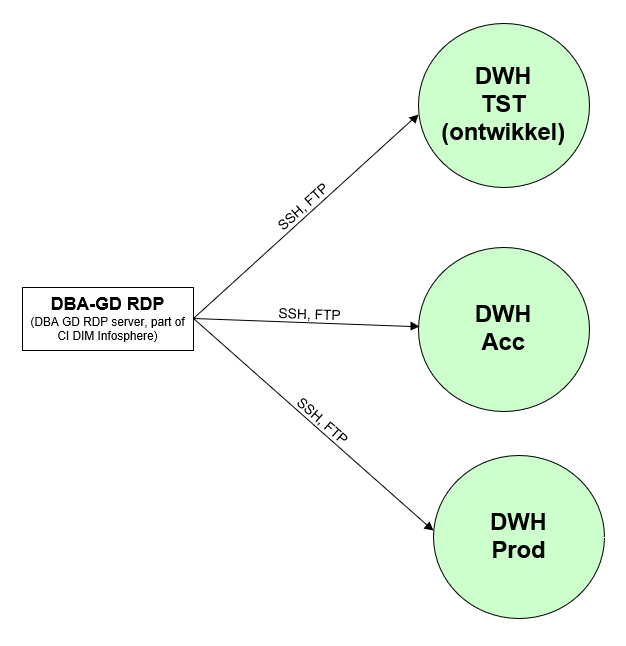 DWH
TST
(ontwikkel)
SSH, FTP
DBA-GD RDP
(DBA GD RDP server, part of
CI DIM Infosphere)
SSH, FTP
DWH
Acc
SSH, FTP
DWH
Prod